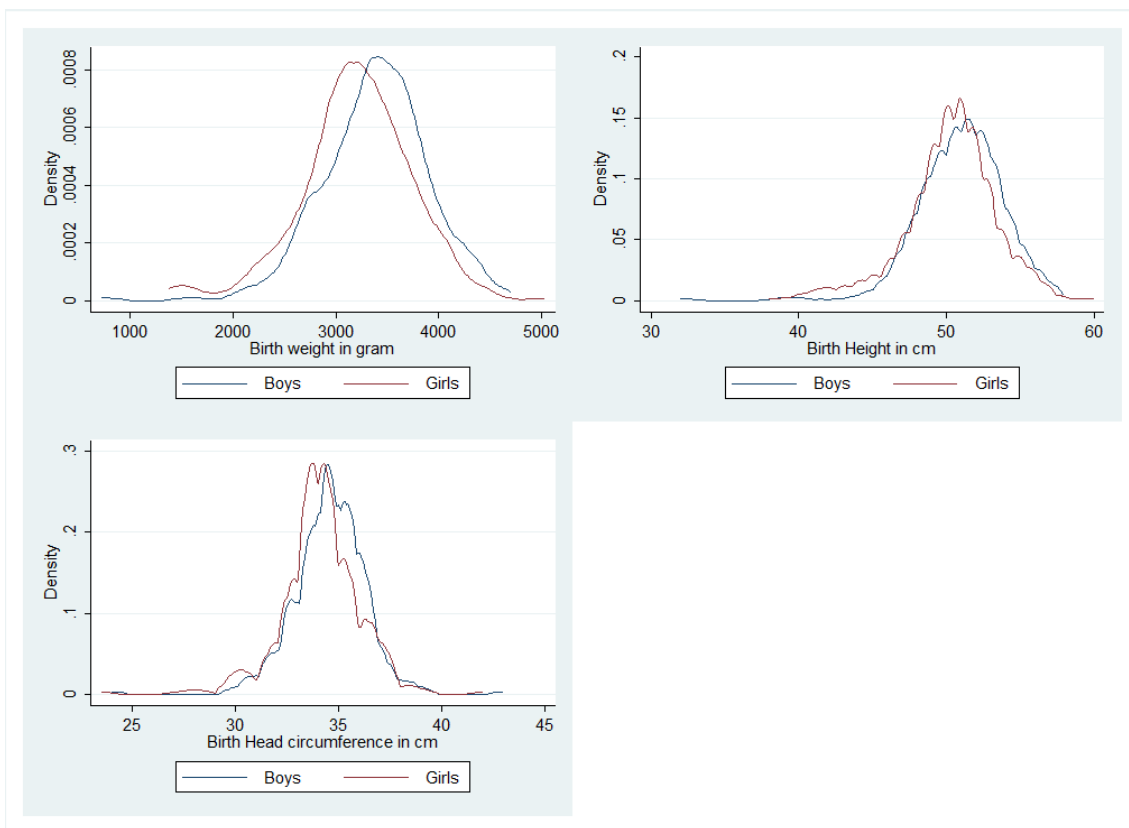 Density
.0008
.0006
.0004
.0002
0
1000 2000 3000 4000 5000
Birth weight in gram
Boys Girls
Density
.2
.15
.1
.05
0
30 40 50 60
Birth Height in cm
Boys Girls
Density
.3
.2
.1
0
25 30 35 40 45
Birth Head circumference in cm
Boys Girls